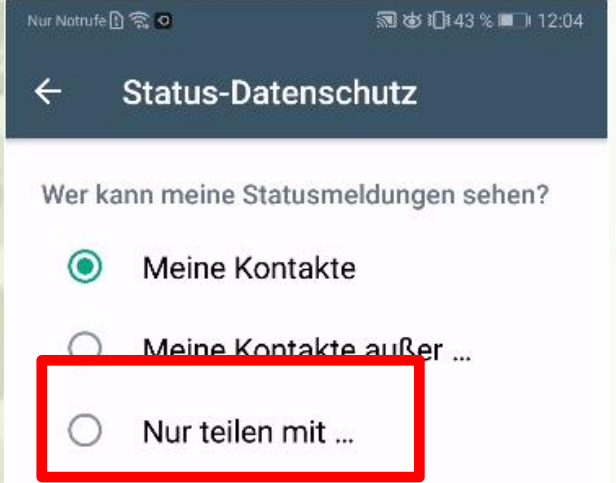 Nur Notrufe 43 % 12:04
Status-Datenschutz
Wer kann meine Statusmeldungen sehen?
Meine Kontakte
Meine Kontakte außer ...
Nur teilen mit ...